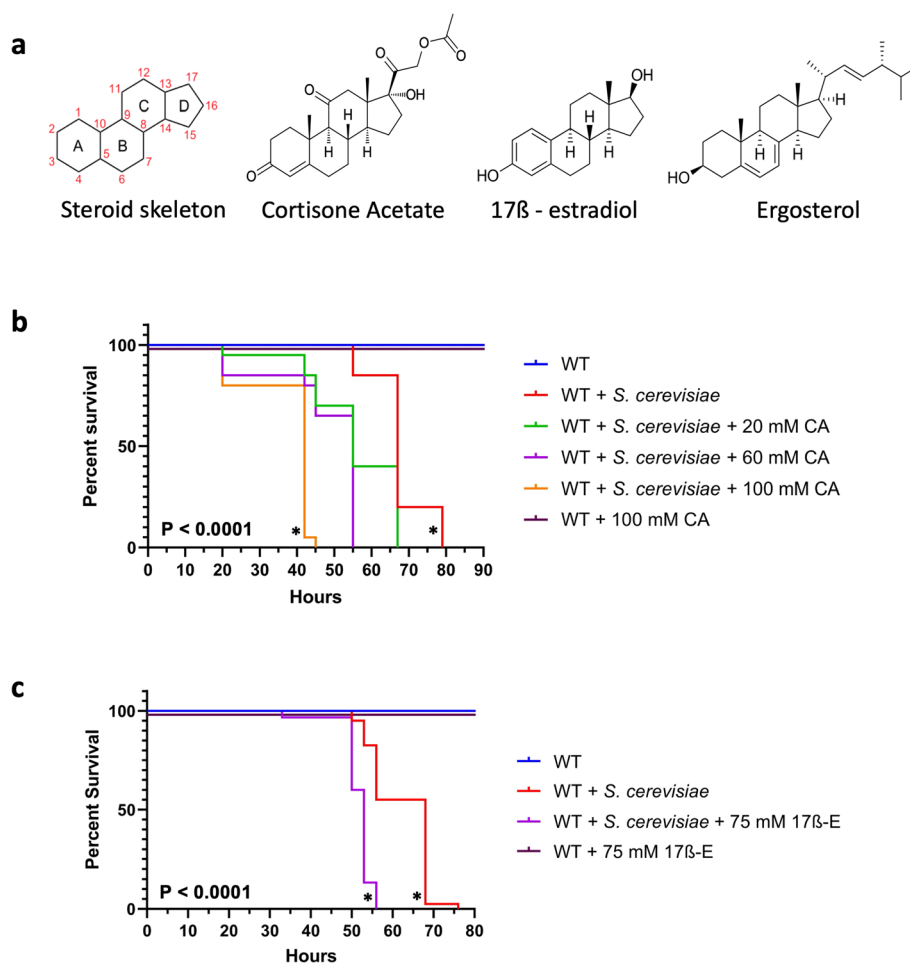 a
12
17
11
13
C
D
16
1
9
14
2
10
8
15
A
B
3
5
7
4
6
O
O
O
O
OH
H
H
H
O
OH
H
H
H
HO
H
H
H
HO
Steroid skeleton
Cortisone Acetate
17ß - estradiol
Ergosterol
b
Percent survival
100
50
0
P < 0.0001
*
*
0 10 20 30 40 50 60 70 80 90
Hours
WT
WT + S. cerevisiae
WT + S. cerevisiae + 20 mM CA
WT + S. cerevisiae + 60 mM CA
WT + S. cerevisiae + 100 mM CA
WT + 100 mM CA
c
Percent Survival
100
50
0
P < 0.0001
*
*
0 10 20 30 40 50 60 70 80
Hours
WT
WT + S. cerevisiae
WT + S. cerevisiae + 75 mM 17ß-E
WT + 75 mM 17ß-E